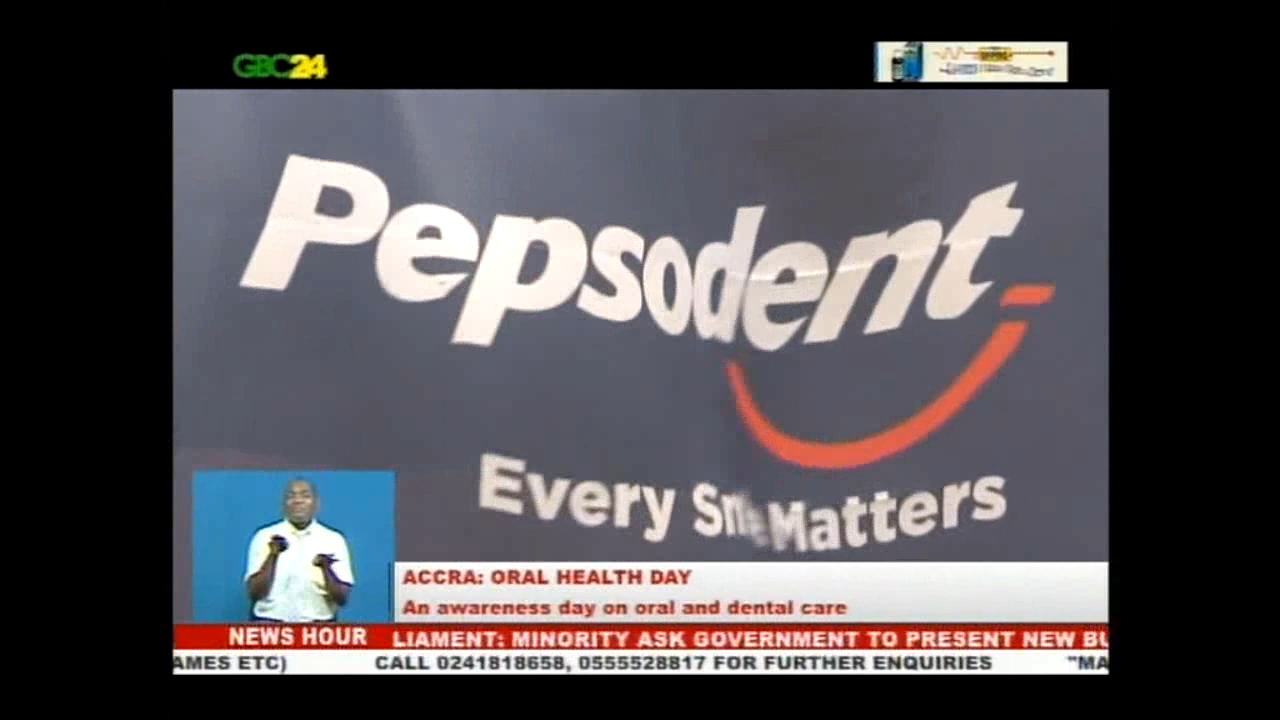 GBC24
Pepsodent
Every Matters
ACCRA: ORAL HEALTH DAY
An awareness day on oral and dental care
NEWS HOUR LIAMENT: MINORITY ASK GOVERNMENT TO PRESENT NEW BU
AMES ETC) CALL 0241818658, 0555528817 FOR FURTHER ENQUIRIES "MA